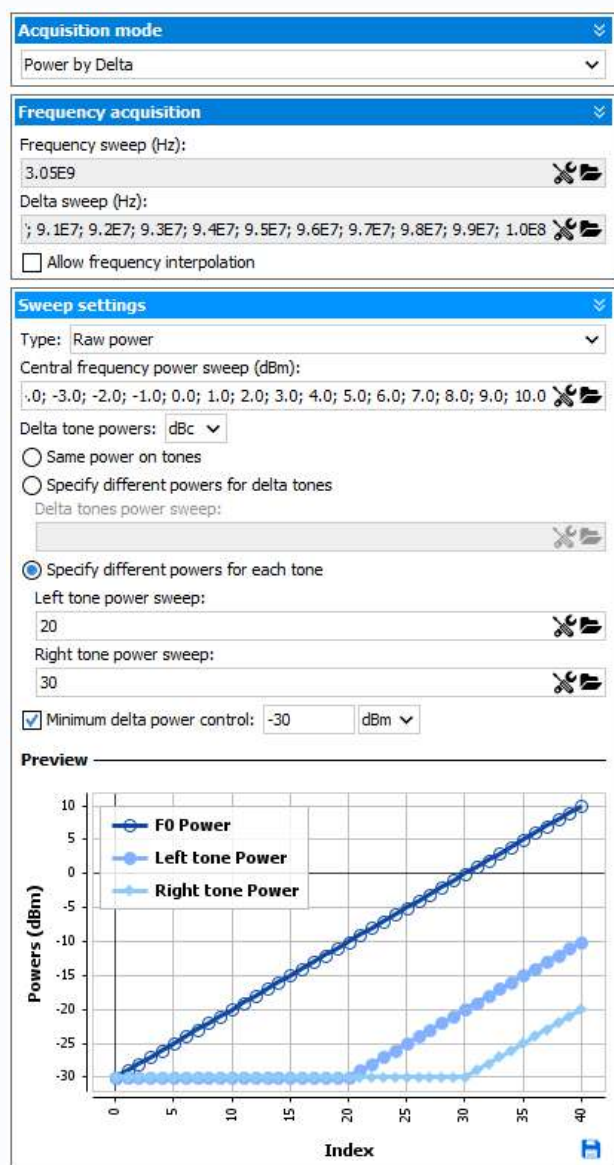 Acquisition mode
Power by Delta
Frequency acquisition
Frequency sweep (Hz):
3.05E9
Delta sweep (Hz):
; 9.1E7; 9.2E7; 9.3E7; 9.4E7; 9.5E7; 9.6E7; 9.7E7; 9.8E7; 9.9E7; 1.0E8
Allow frequency interpolation
Sweep settings
Type: Raw power
Central frequency power sweep (dBm):
.0; -3.0; -2.0; -1.0; 0.0; 1.0; 2.0; 3.0; 4.0; 5.0; 6.0; 7.0; 8.0; 9.0; 10.0
Delta tone powers: dBc
Same power on tones
Specify different powers for delta tones
Delta tones power sweep:
Specify different powers for each tone
Left tone power sweep:
20
Right tone power sweep:
30
Minimum delta power control: -30 dBm
Preview
10
5
0
-5
-10
-15
-20
-25
-30
Powers (dBm)
F0 Power
Left tone Power
Right tone Power
0 5 10 15 20 25 30 35 40
Index